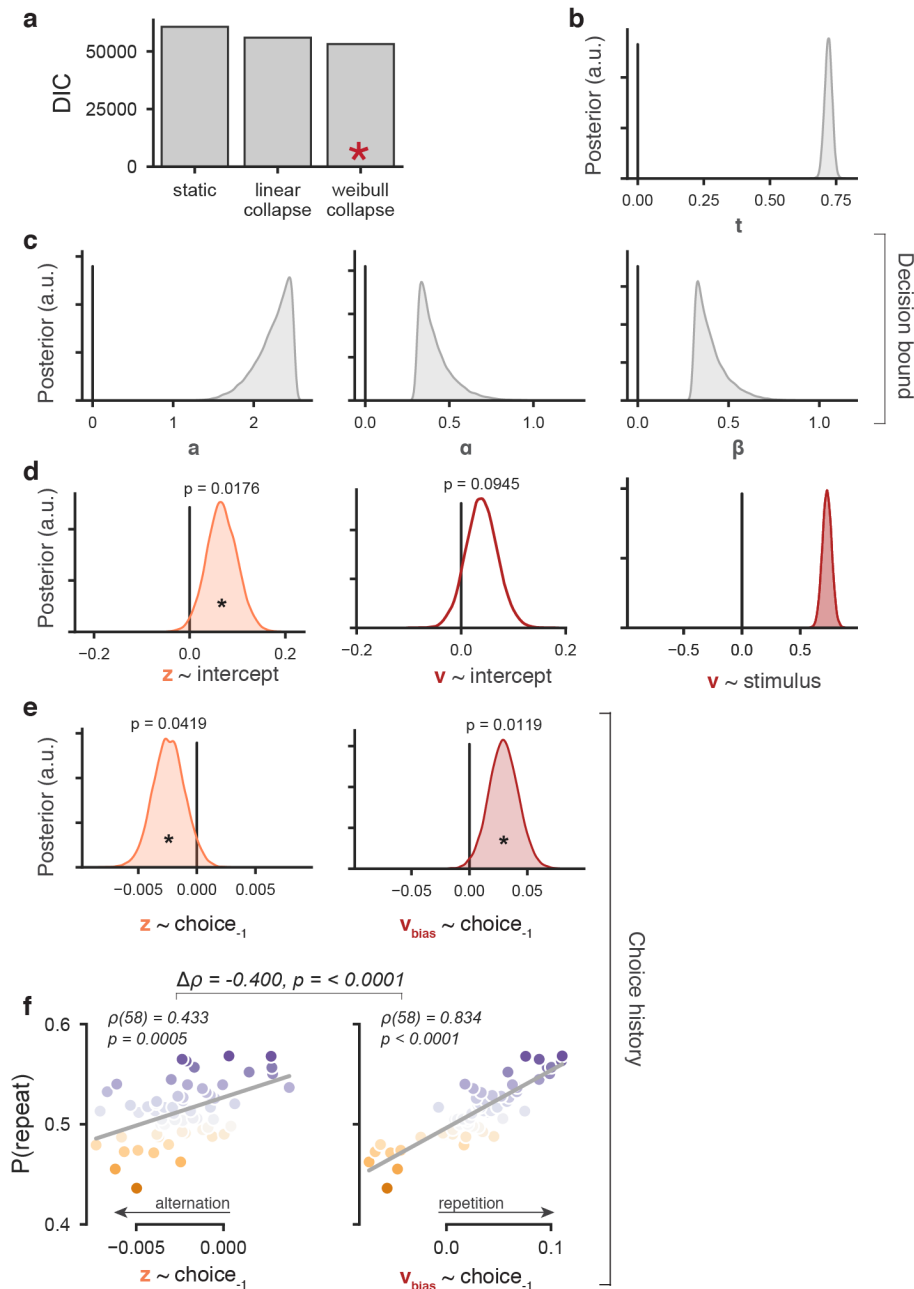 a
DIC
50000
25000
0
*
static
linear
collapse
weibull
collapse
b
Posterior (a.u.)
0.00 0.25 0.50 0.75
t
c
Posterior (a.u.)
0 1 2
a
0.0 0.5 1.0
α
0.0 0.5 1.0
β
Decision bound
d
Posterior (a.u.)
p = 0.0176
*
−0.2 0.0 0.2
z ~ intercept
p = 0.0945
−0.2 0.0 0.2
v ~ intercept
−0.5 0.0 0.5
v ~ stimulus
e
Posterior (a.u.)
p = 0.0419
*
−0.005 0.000 0.005
z ~ choice-1
p = 0.0119
*
−0.05 0.00 0.05
vbias ~ choice-1
Choice history
f
Δρ = -0.400, p = < 0.0001
P(repeat)
0.6
0.5
0.4
ρ(58) = 0.433
p = 0.0005
alternation
−0.005 0.000
z ~ choice-1
ρ(58) = 0.834
p < 0.0001
repetition
0.0 0.1
vbias ~ choice-1